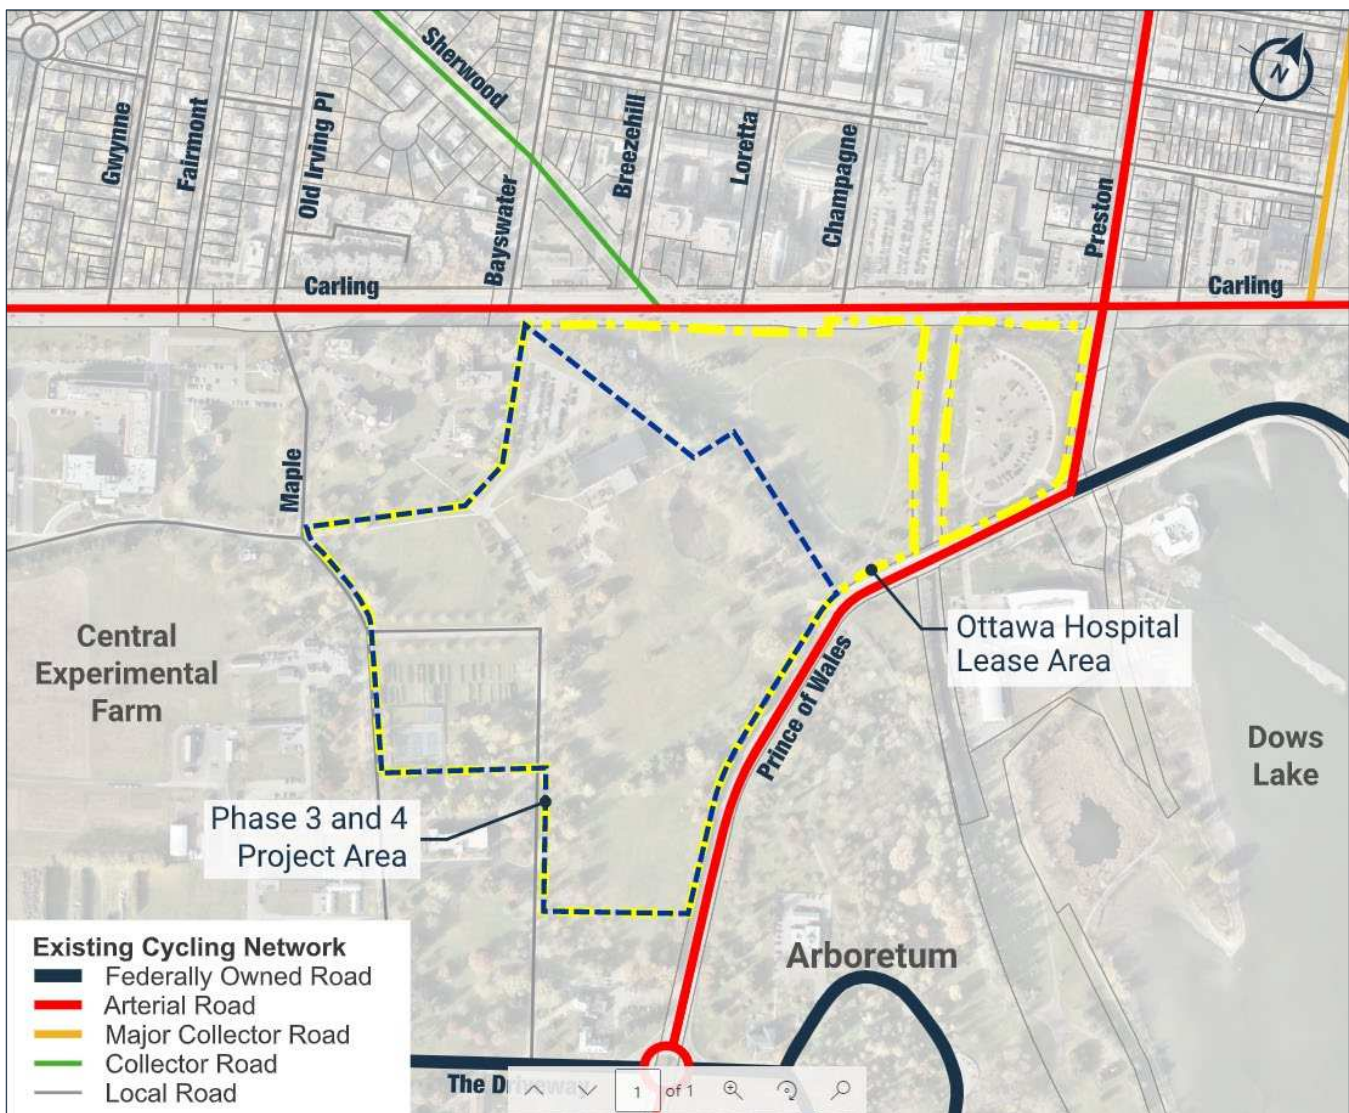 Sherwood
N
Gwynne
Fairmont
Old Irving Pl
Bayswater
Breezehill
Loretta
Champagne
Preston
Carling
Carling
Maple
Ottawa Hospital
Lease Area
Central
Experimental
Farm
Prince of Wales
Dows
Lake
Phase 3 and 4
Project Area
Arboretum
Existing Cycling Network
Federally Owned Road
Arterial Road
Major Collector Road
Collector Road
Local Road
The Driveway
1 of 1